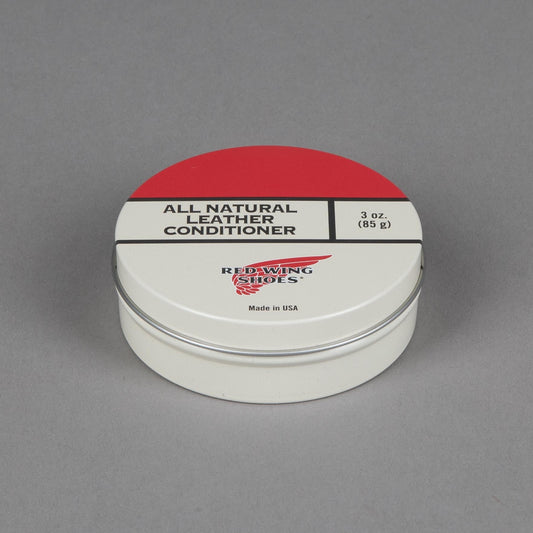 ALL NATURAL
LEATHER
CONDITIONER
3 oz.
(85 g)
RED WING
SHOES®
Made in USA